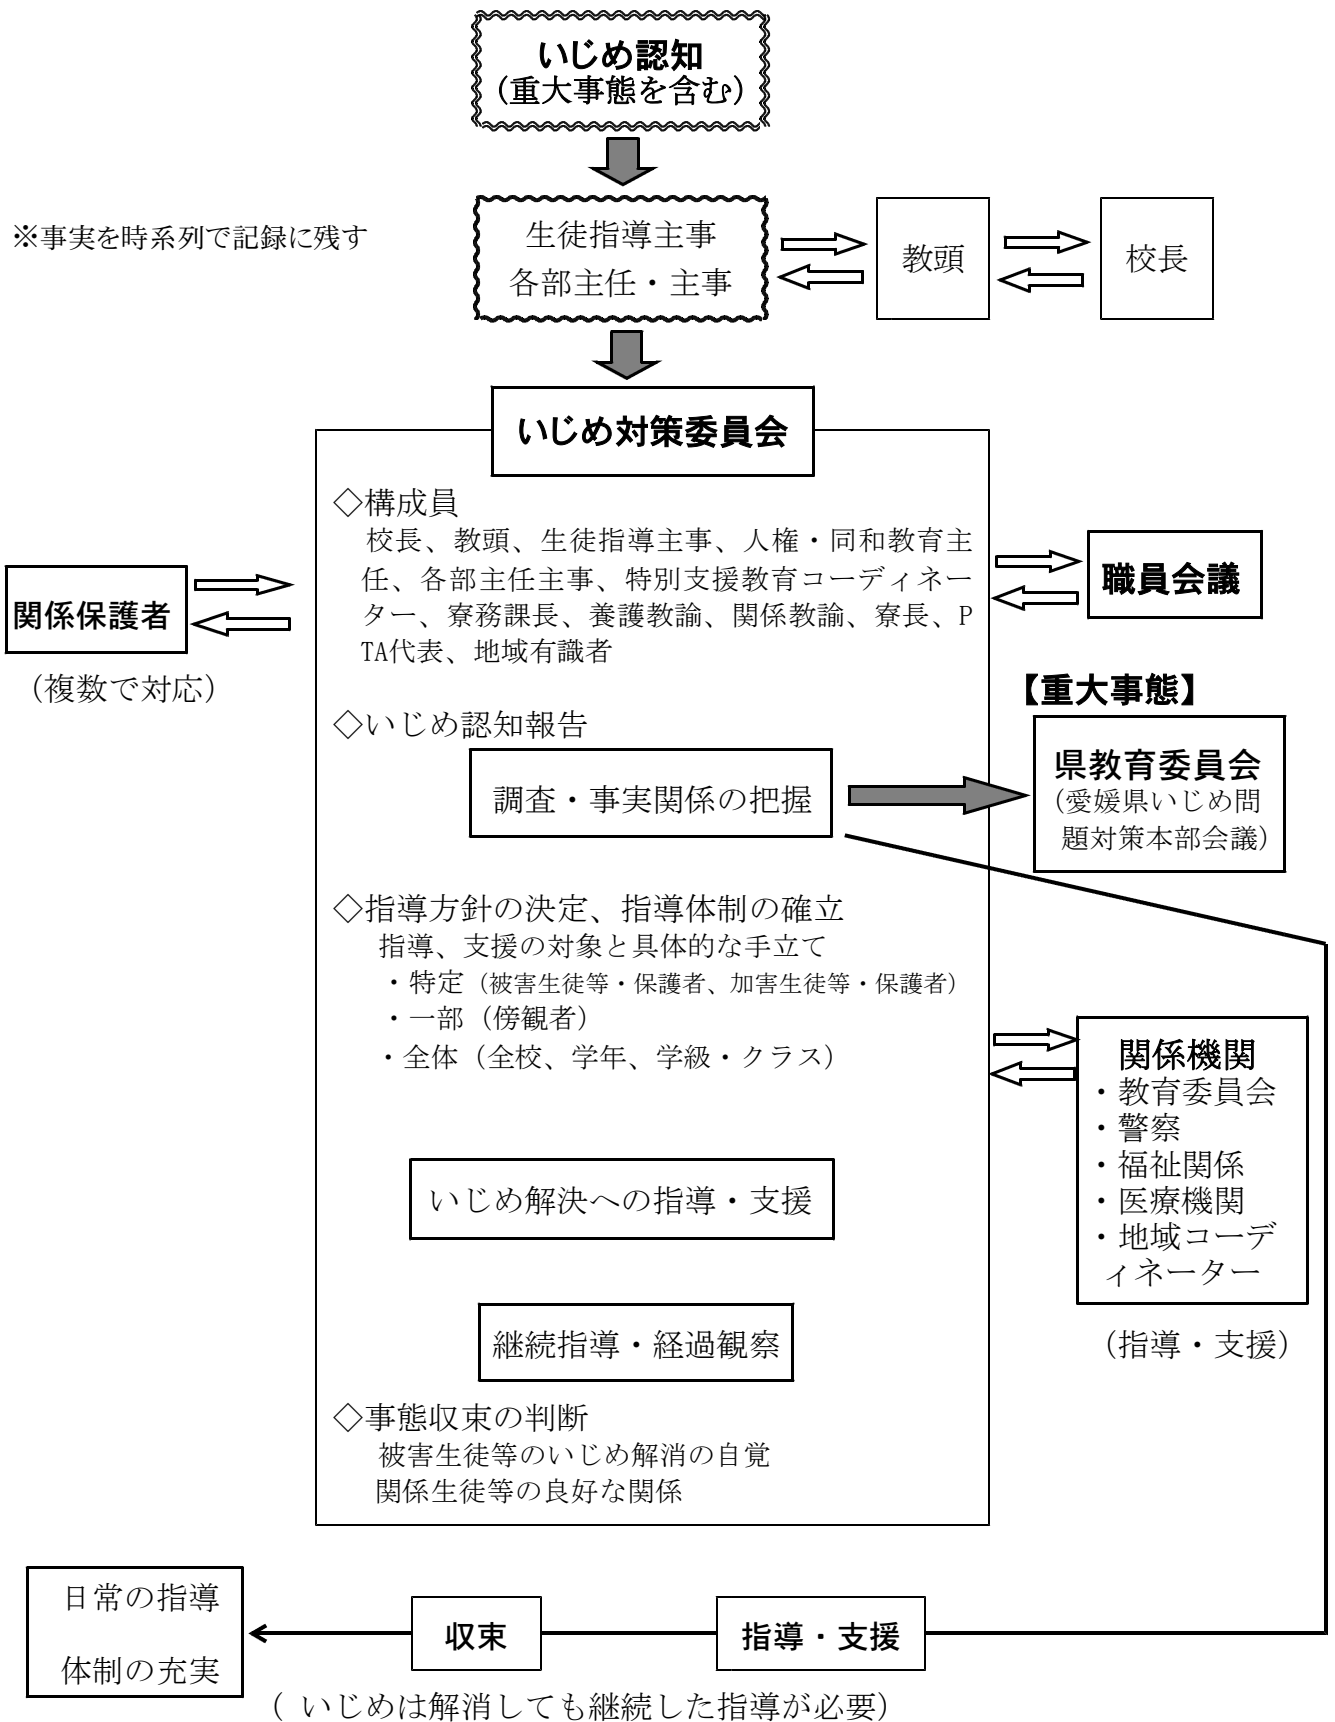 いじめ認知
(重大事態を含む)
※事実を時系列で記録に残す
生徒指導主事
各部主任・主事
教頭
校長
いじめ対策委員会
◇構成員
校長、教頭、生徒指導主事、人権・同和教育主
任、各部主任主事、特別支援教育コーディネー
ター、寮務課長、養護教諭、関係教諭、寮長、P
TA代表、地域有識者
関係保護者
(複数で対応)
職員会議
◇いじめ認知報告
調査・事実関係の把握
【重大事態】
県教育委員会
(愛媛県いじめ問
題対策本部会議)
◇指導方針の決定、指導体制の確立
指導、支援の対象と具体的な手立て
・特定(被害生徒等・保護者、加害生徒等・保護者)
・一部(傍観者)
・全体(全校、学年、学級・クラス)
関係機関
・教育委員会
・警察
・福祉関係
・医療機関
・地域コーデ
ィネーター
(指導・支援)
いじめ解決への指導・支援
継続指導・経過観察
◇事態収束の判断
被害生徒等のいじめ解消の自覚
関係生徒等の良好な関係
日常の指導
体制の充実
収束
指導・支援
( いじめは解消しても継続した指導が必要)